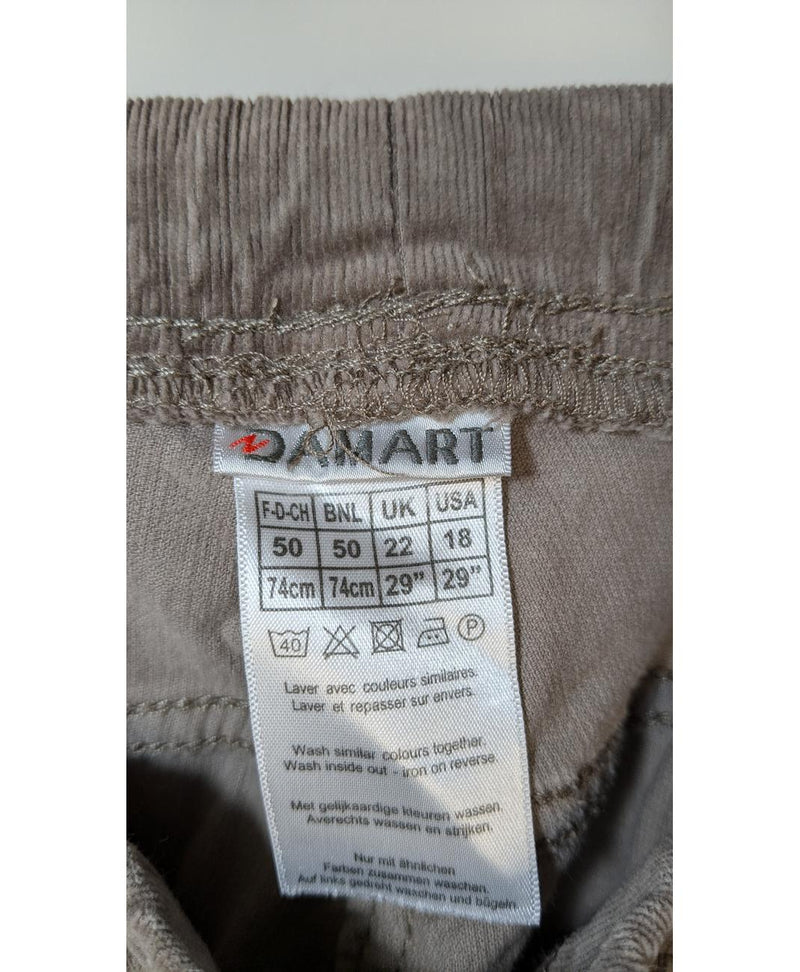 DAMART
F-D-CH BNL UK USA
50 50 22 18
74cm 74cm 29" 29"
40 P
Laver avec couleurs similaires.
Laver et repasser sur envers.
Wash similar colours together.
Wash inside out - iron on reverse.
Met gelijkaardige kleuren wassen.
Averechts wassen en strijken.
Nur mit ähnlichen
Farben zusammen waschen.
Auf links gedreht waschen und bügeln